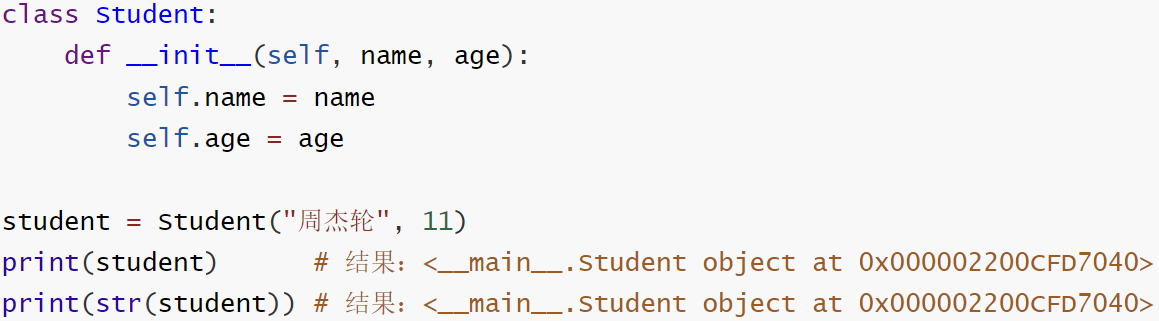 class Student:
    def __init__(self, name, age):
        self.name = name
        self.age = age
student = Student("周杰轮", 11)
print(student)      # 结果：<__main__.Student object at 0x000002200CFD7040>
print(str(student)) # 结果：<__main__.Student object at 0x000002200CFD7040>